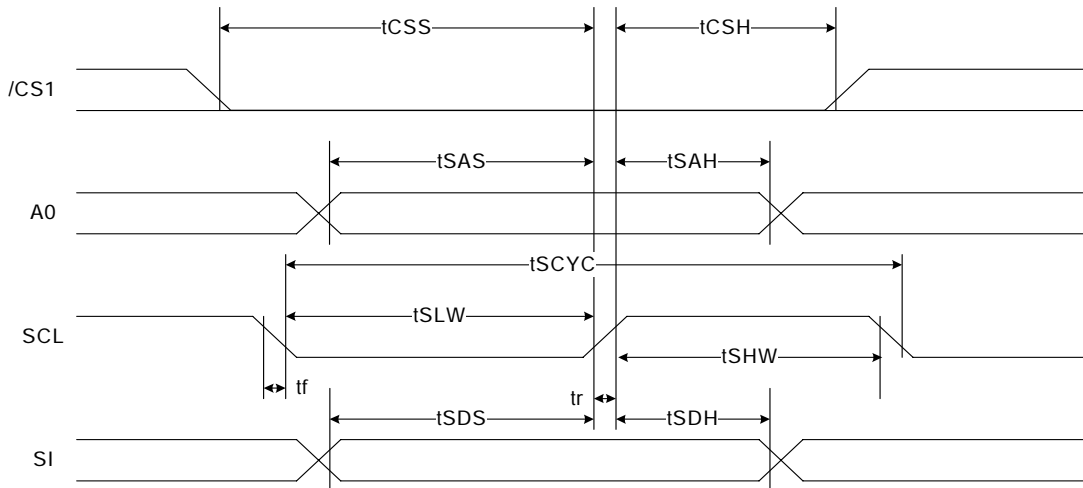 tCSS tCSH
/CS1
tSAS tSAH
A0
tSCYC
tSLW
SCL
tSHW
tf tr
tSDS tSDH
SI